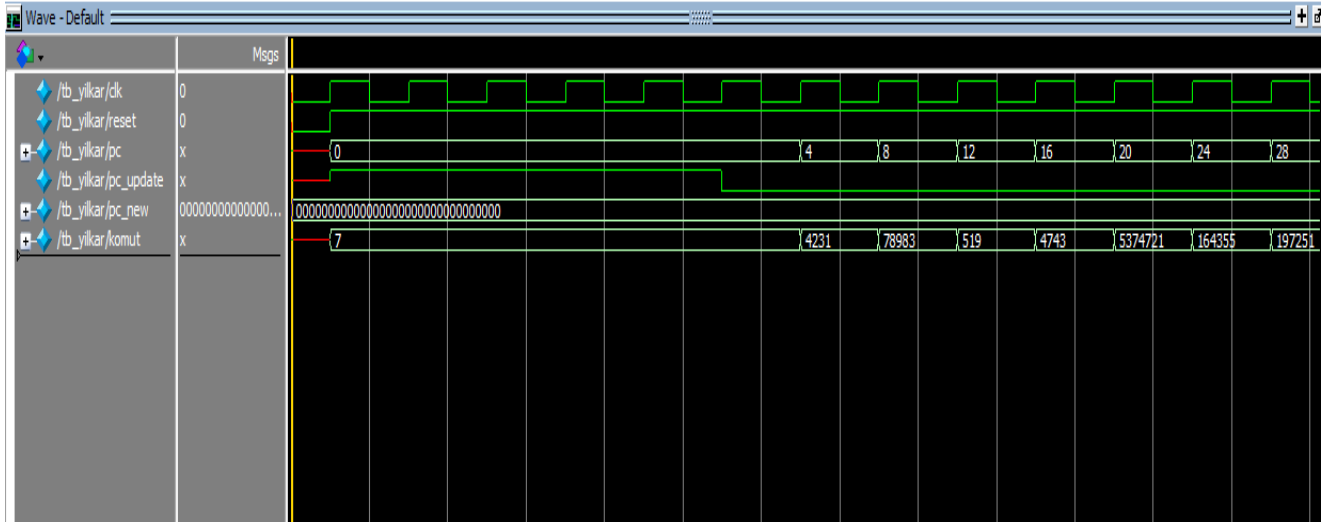 Wave - Default
Msgs
/tb_yilkar/clk 0
/tb_yilkar/reset 0
/tb_yilkar/pc x 0 4 8 12 16 20 24 28
/tb_yilkar/pc_update x
/tb_yilkar/pc_new 00000000000000... 00000000000000000000000000000000
/tb_yilkar/komut x 7 4231 78983 519 4743 5374721 164355 197251